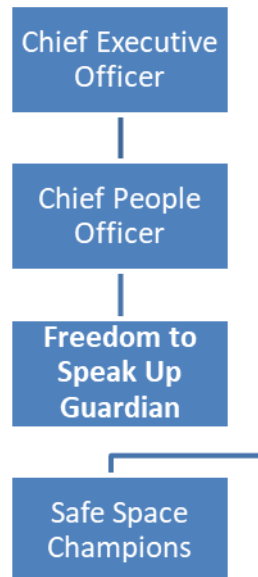 Chief Executive
Officer
Chief People
Officer
Freedom to
Speak Up
Guardian
Safe Space
Champions